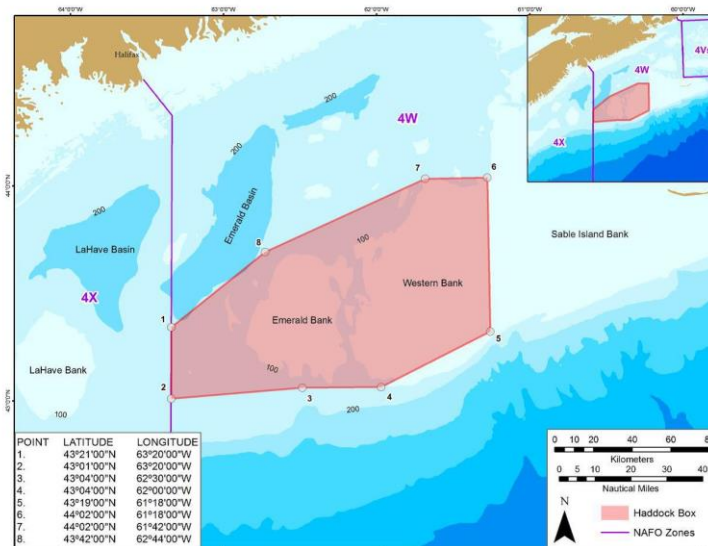 64°0'0"W
63°0'0"W
62°0'0"W
61°0'0"W
60°0'0"W
Halifax
200
4W
4W
4X
200
44°0'0"N
200
Emerald Basin
7
6
8
100
LaHave Basin
Sable Island Bank
4X
Western Bank
1
Emerald Bank
5
LaHave Bank
100
2
3
4
43°0'0"N
100
200
POINT LATITUDE LONGITUDE
1. 43°21'00"N 63°20'00"W
2. 43°01'00"N 63°20'00"W
3. 43°04'00"N 62°30'00"W
4. 43°04'00"N 62°00'00"W
5. 43°19'00"N 61°18'00"W
6. 44°02'00"N 61°18'00"W
7. 44°02'00"N 61°42'00"W
8. 43°42'00"N 62°44'00"W
0 10 20 40 60 80
Kilometers
0 5 10 20 30 40
Nautical Miles
N
Haddock Box
NAFO Zones